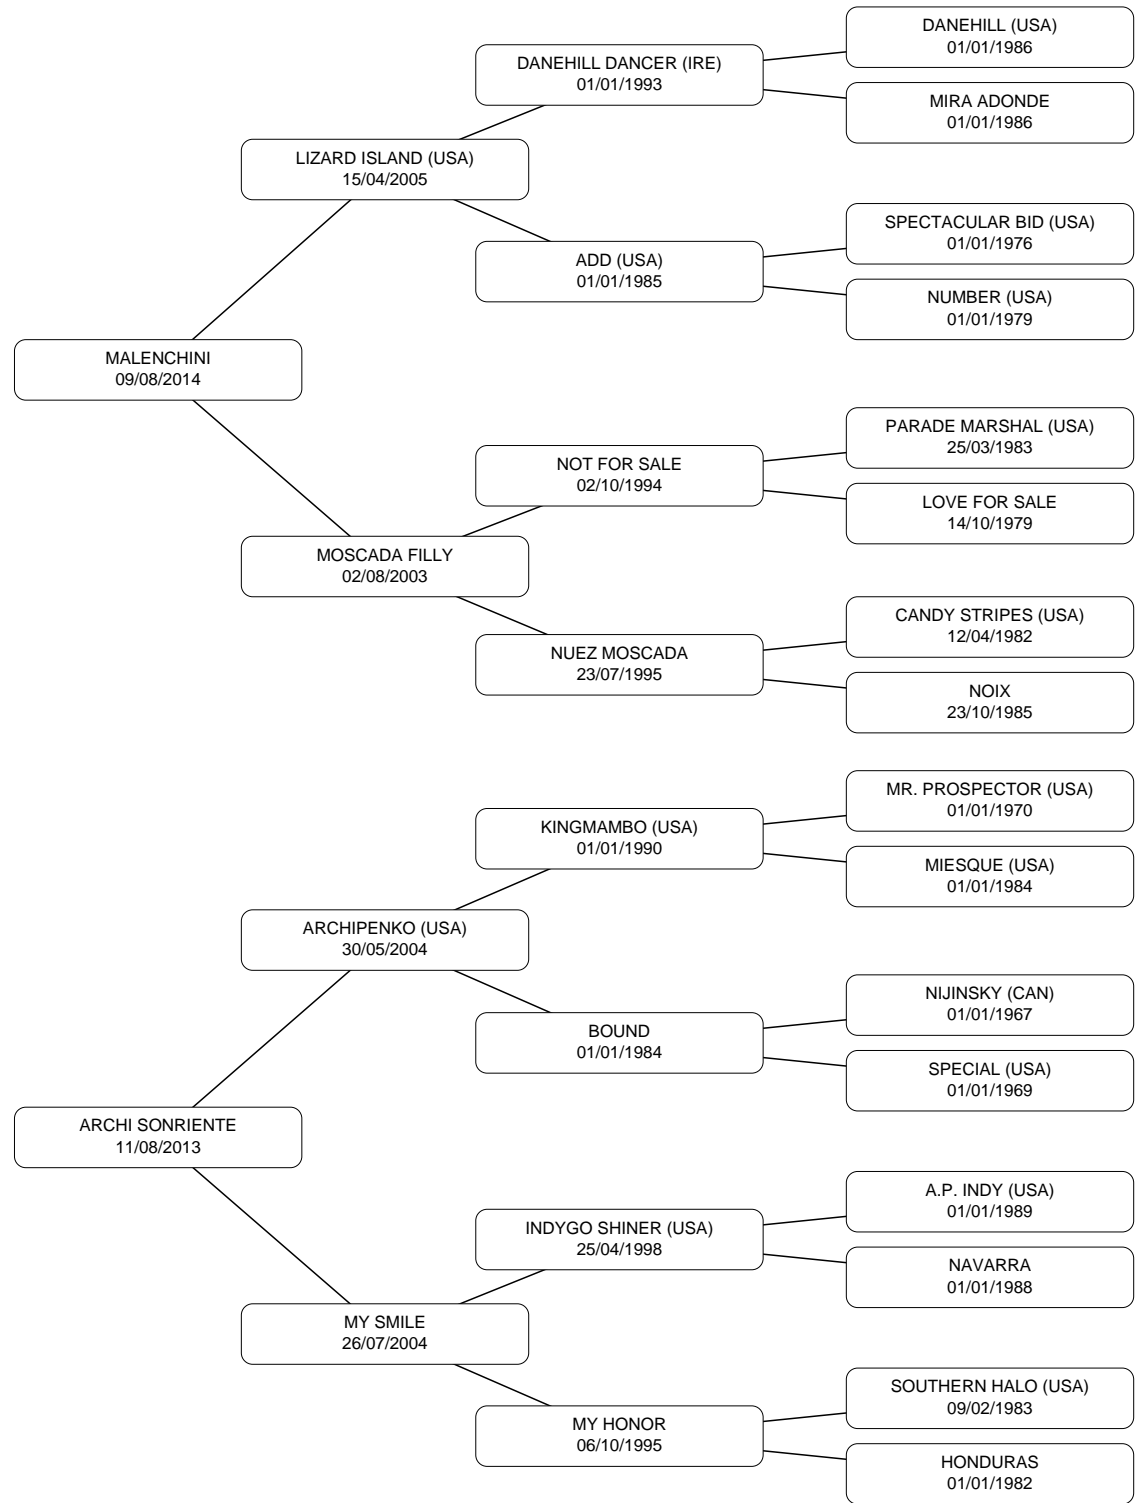 DANEHILL (USA)
01/01/1986
DANEHILL DANCER (IRE)
01/01/1993
MIRA ADONDE
01/01/1986
LIZARD ISLAND (USA)
15/04/2005
SPECTACULAR BID (USA)
01/01/1976
ADD (USA)
01/01/1985
NUMBER (USA)
01/01/1979
MALENCHINI
09/08/2014
PARADE MARSHAL (USA)
25/03/1983
NOT FOR SALE
02/10/1994
LOVE FOR SALE
14/10/1979
MOSCADA FILLY
02/08/2003
CANDY STRIPES (USA)
12/04/1982
NUEZ MOSCADA
23/07/1995
NOIX
23/10/1985
MR. PROSPECTOR (USA)
01/01/1970
KINGMAMBO (USA)
01/01/1990
MIESQUE (USA)
01/01/1984
ARCHIPENKO (USA)
30/05/2004
NIJINSKY (CAN)
01/01/1967
BOUND
01/01/1984
SPECIAL (USA)
01/01/1969
ARCHI SONRIENTE
11/08/2013
A.P. INDY (USA)
01/01/1989
INDYGO SHINER (USA)
25/04/1998
NAVARRA
01/01/1988
MY SMILE
26/07/2004
SOUTHERN HALO (USA)
09/02/1983
MY HONOR
06/10/1995
HONDURAS
01/01/1982